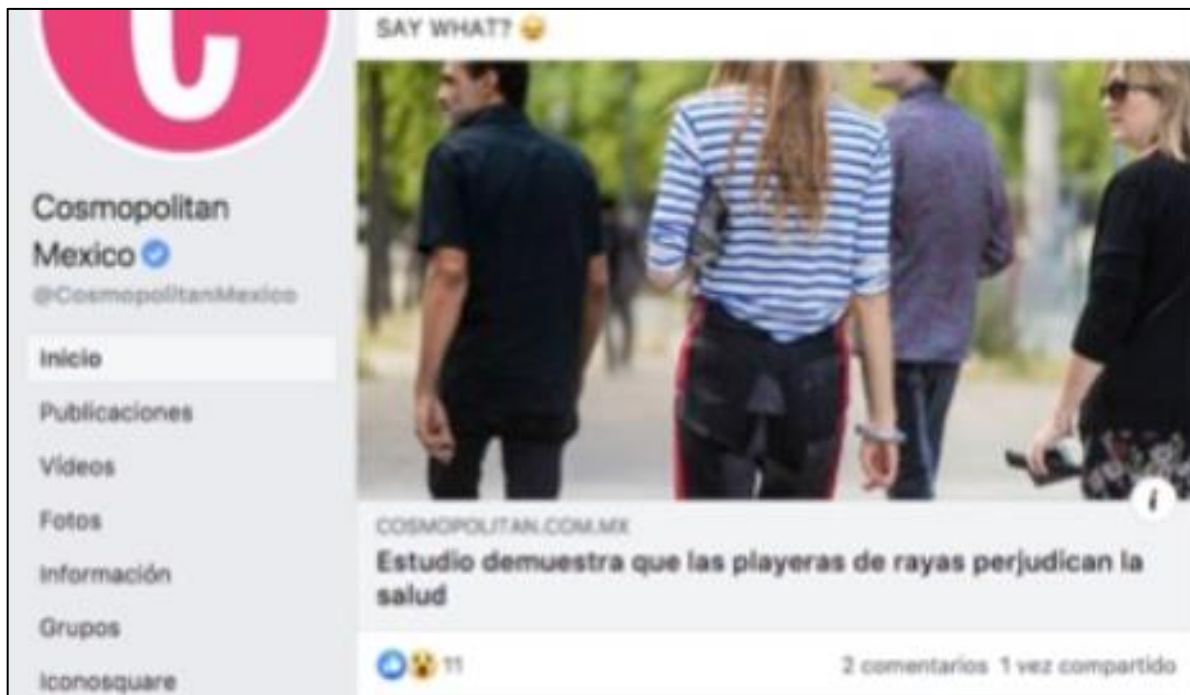 Cosmopolitan
Mexico
@CosmopolitanMexico
Inicio
Publicaciones
Vídeos
Fotos
Información
Grupos
Iconosquare
SAY WHAT? 😂
COSMOPOLITAN.COM.MX
Estudio demuestra que las playeras de rayas perjudican la
salud
11
2 comentarios 1 vez compartido